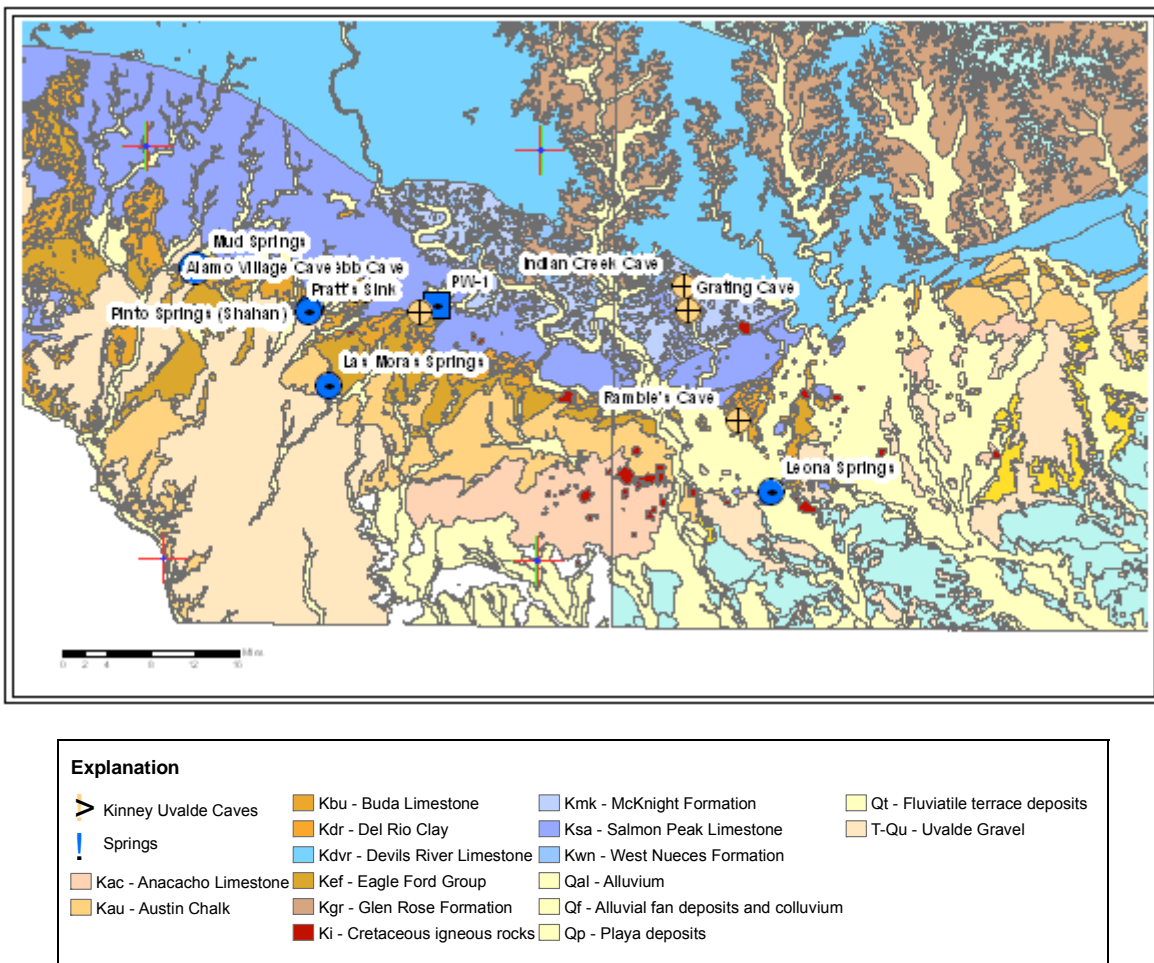 Mud Springs
Indian Creek Cave
Alamo Village Cave
bb Cave
PW-1
Pratt's Sink
Grating Cave
Pinto Springs (Shahan)
Las Moras Springs
Ramble's Cave
Leona Springs
0 2 4 8 12 16
Explanation
Kinney Uvalde Caves
Springs
Kac - Anacacho Limestone
Kau - Austin Chalk
Kbu - Buda Limestone
Kdr - Del Rio Clay
Kdvr - Devils River Limestone
Kef - Eagle Ford Group
Kgr - Glen Rose Formation
Ki - Cretaceous igneous rocks
Kmk - McKnight Formation
Ksa - Salmon Peak Limestone
Kwn - West Nueces Formation
Qal - Alluvium
Qf - Alluvial fan deposits and colluvium
Qp - Playa deposits
Qt - Fluviatile terrace deposits
T-Qu - Uvalde Gravel